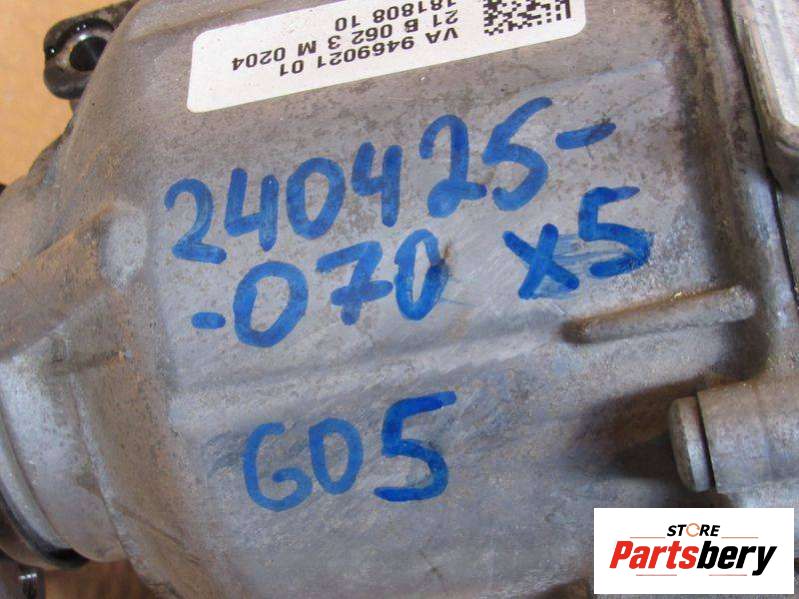 VA 9469021 01
21 B 062 3 M 0204
181808 10
240425-
-070 x5
G05
STORE
Partsbery